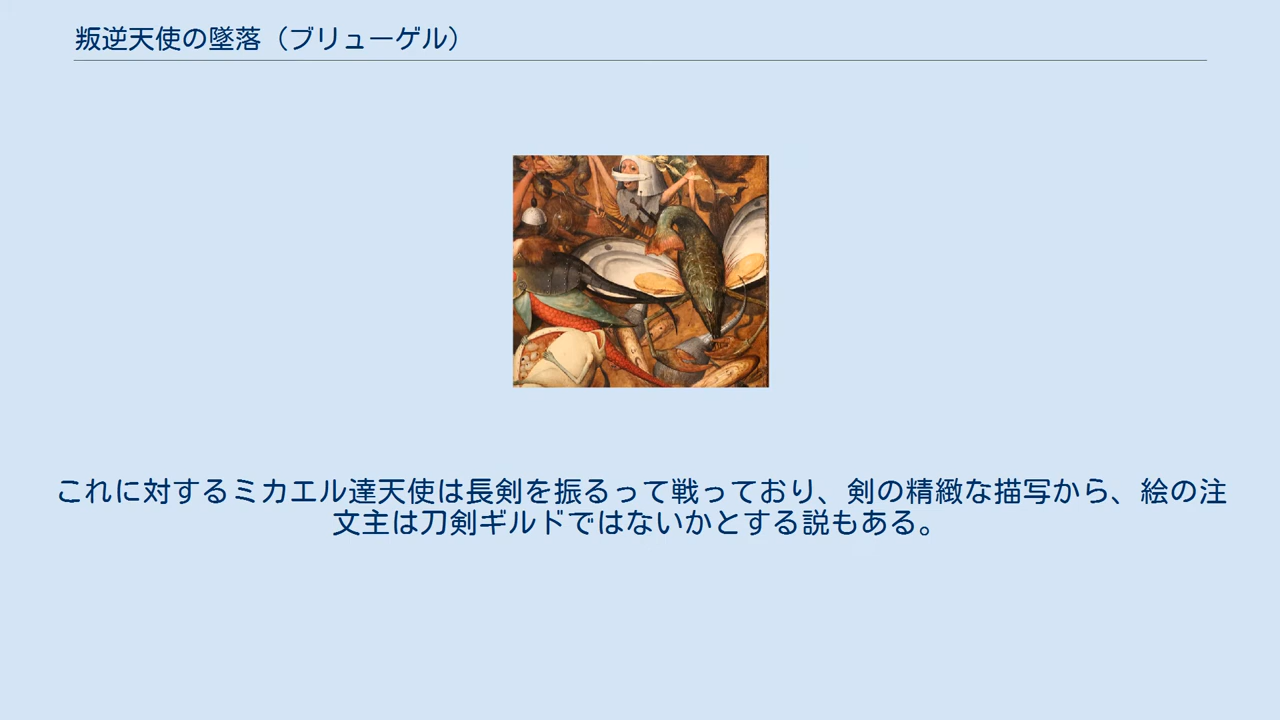 叛逆天使の墜落（ブリューゲル）
これに対するミカエル達天使は長剣を振るって戦っており、剣の精緻な描写から、絵の注
文主は刀剣ギルドではないかとする説もある。